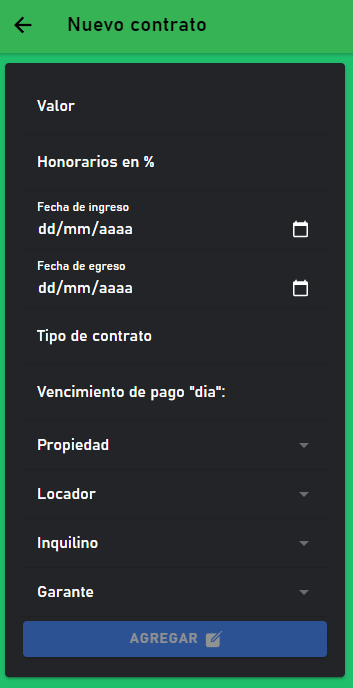 Nuevo contrato
Valor
Honorarios en %
Fecha de ingreso
dd/mm/aaaa
Fecha de egreso
dd/mm/aaaa
Tipo de contrato
Vencimiento de pago "dia":
Propiedad
Locador
Inquilino
Garante
AGREGAR